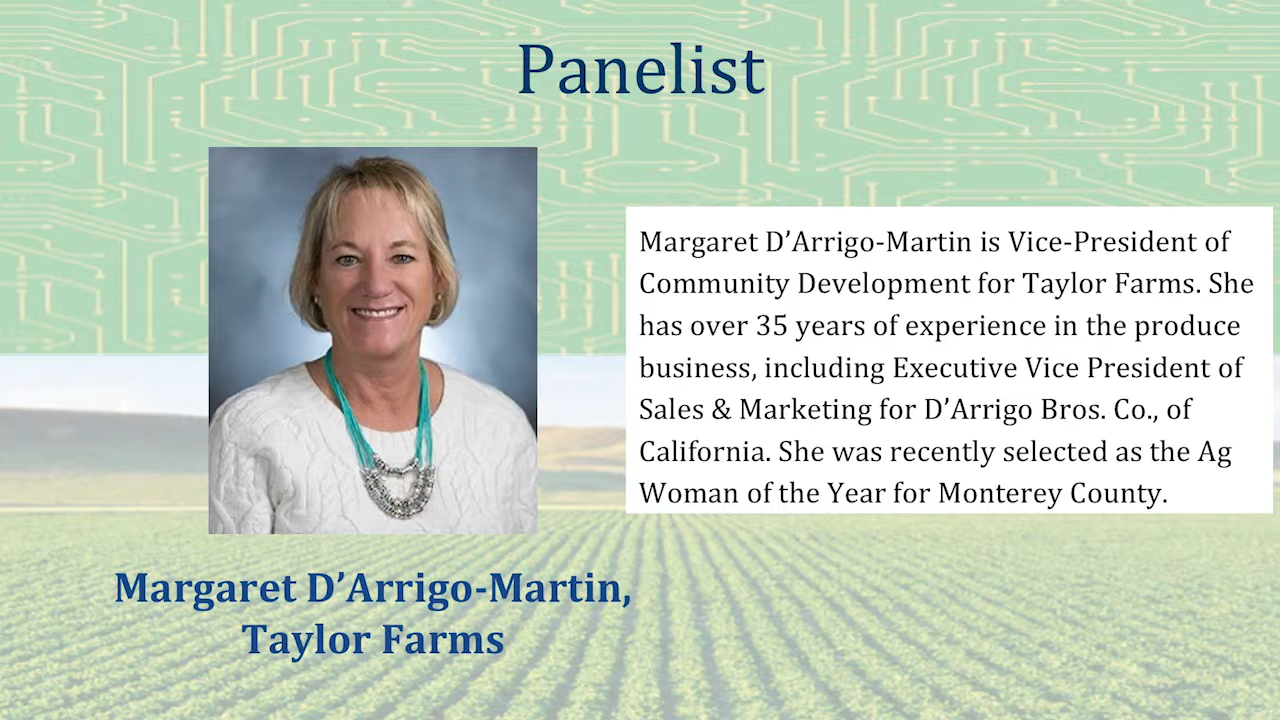 Panelist
Margaret D’Arrigo-Martin is Vice-President of
Community Development for Taylor Farms. She
has over 35 years of experience in the produce
business, including Executive Vice President of
Sales & Marketing for D’Arrigo Bros. Co., of
California. She was recently selected as the Ag
Woman of the Year for Monterey County.
Margaret D’Arrigo-Martin,
Taylor Farms